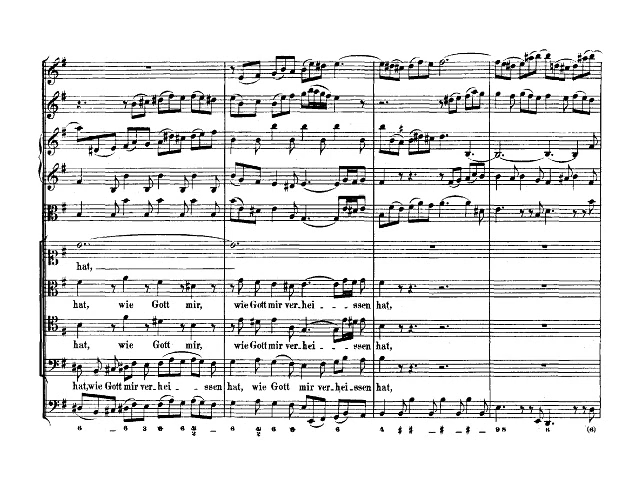 hat,
hat, wie Gott mir, wie Gott mir ver-hei - - - ssen hat,
hat, wie Gott mir, wie Gott mir ver-hei - - - ssen hat,
hat, wie Gott mir ver-hei - - ssen hat, wie Gott mir ver-hei - ssen hat,